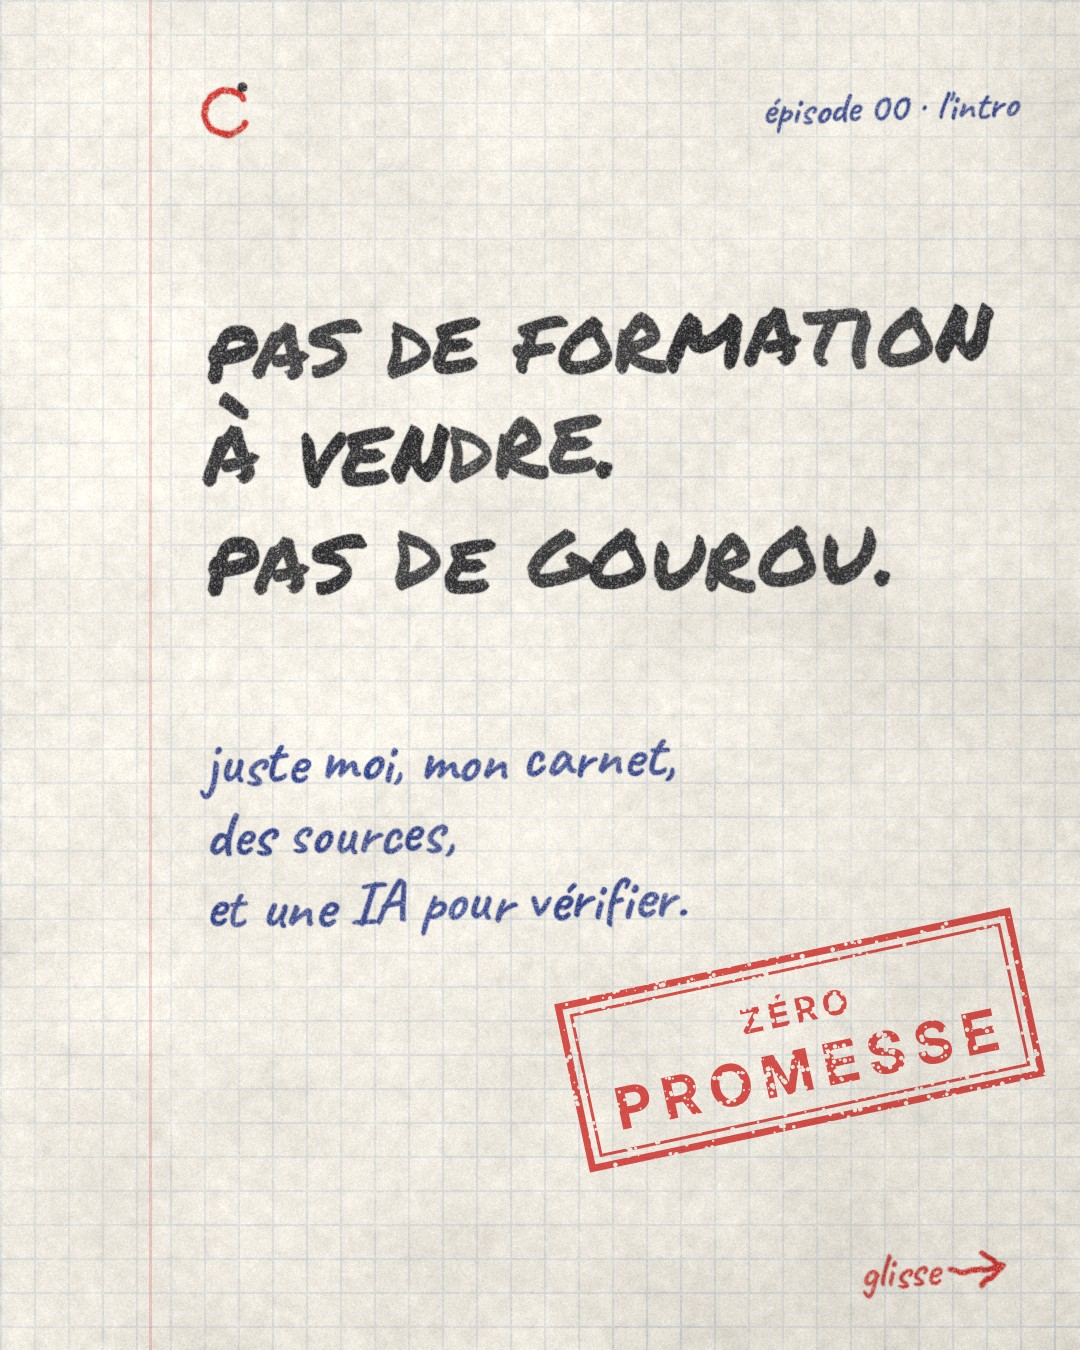 C
épisode 00 · l'intro
PAS DE FORMATION
À VENDRE.
PAS DE GOUROU.
juste moi, mon carnet,
des sources,
et une IA pour vérifier.
ZÉRO
PROMESSE
glisse →